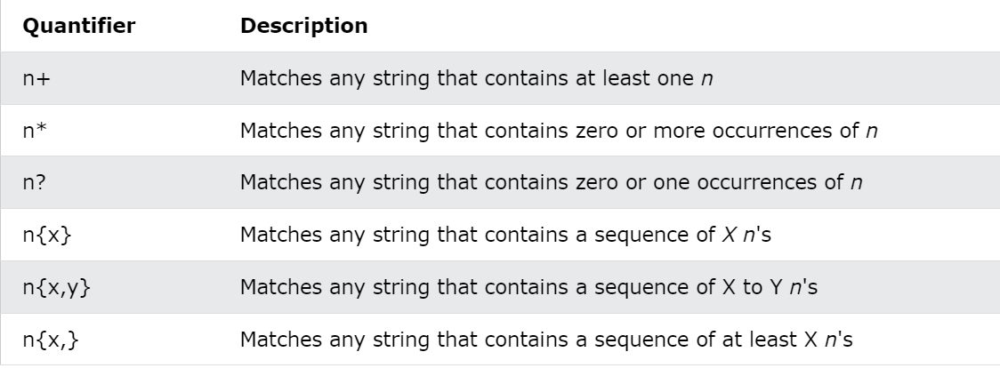 Quantifier Description
n+ Matches any string that contains at least one n
n* Matches any string that contains zero or more occurrences of n
n? Matches any string that contains zero or one occurrences of n
n{x} Matches any string that contains a sequence of X n's
n{x,y} Matches any string that contains a sequence of X to Y n's
n{x,} Matches any string that contains a sequence of at least X n's